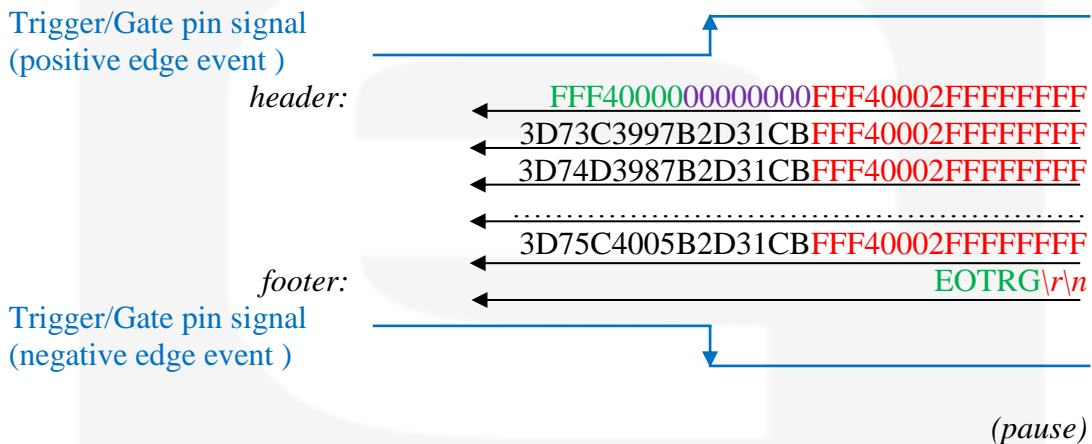 Trigger/Gate pin signal
(positive edge event )
header: FFF4000000000000FFF40002FFFFFFFF
3D73C3997B2D31CBFFF40002FFFFFFFF
3D74D3987B2D31CBFFF40002FFFFFFFF
………………………………………………
3D75C4005B2D31CBFFF40002FFFFFFFF
footer: EOTRG\r\n
Trigger/Gate pin signal
(negative edge event )
(pause)